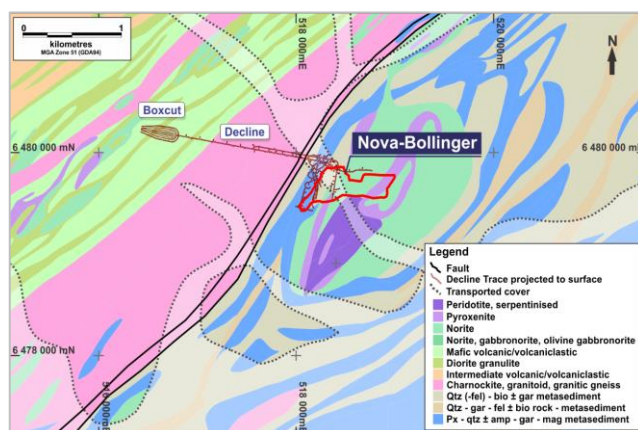 0 1
kilometres
MGA Zone 51 (GDA94)
518 000mE
520 000mE
N
Boxcut
Decline
Nova-Bollinger
6 480 000 mN
6 480 000 mN
Legend
Fault
Decline Trace projected to surface
Transported cover
Peridotite, serpentinised
Pyroxenite
Norite
Norite, gabbronorite, olivine gabbronorite
Mafic volcanic/volcaniclastic
Diorite granulite
Intermediate volcanic/volcaniclastic
Charnockite, granitoid, granitic gneiss
Qtz (-fel) - bio ± gar metasediment
Qtz - gar - fel ± bio rock - metasediment
Px - qtz ± amp - gar - mag metasediment
6 478 000 mN
516 000mE
518 000mE